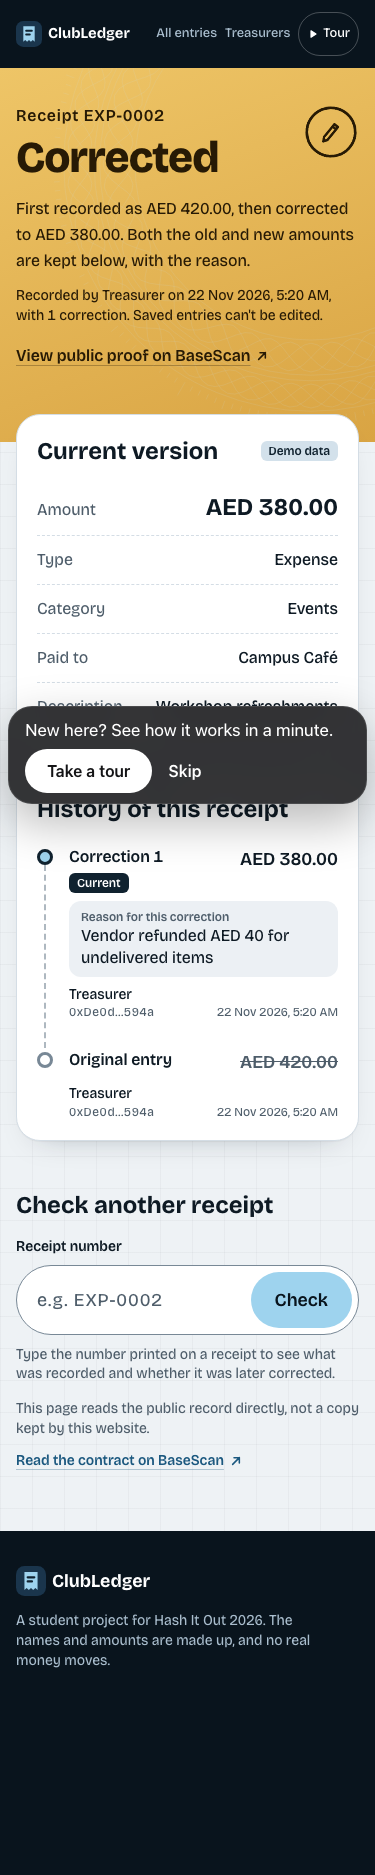 ClubLedger All entries Treasurers Tour
Receipt EXP-0002
Corrected
First recorded as AED 420.00, then corrected
to AED 380.00. Both the old and new amounts
are kept below, with the reason.
Recorded by Treasurer on 22 Nov 2026, 5:20 AM,
with 1 correction. Saved entries can't be edited.
View public proof on BaseScan ↗
Current version Demo data
Amount AED 380.00
Type Expense
Category Events
Paid to Campus Café
Description Workshop refreshments
New here? See how it works in a minute.
Take a tour Skip
History of this receipt
Correction 1 AED 380.00
Current
Reason for this correction
Vendor refunded AED 40 for
undelivered items
Treasurer
0xDe0d…594a 22 Nov 2026, 5:20 AM
Original entry AED 420.00
Treasurer
0xDe0d…594a 22 Nov 2026, 5:20 AM
Check another receipt
Receipt number
e.g. EXP-0002 Check
Type the number printed on a receipt to see what
was recorded and whether it was later corrected.
This page reads the public record directly, not a copy
kept by this website.
Read the contract on BaseScan ↗
ClubLedger
A student project for Hash It Out 2026. The
names and amounts are made up, and no real
money moves.